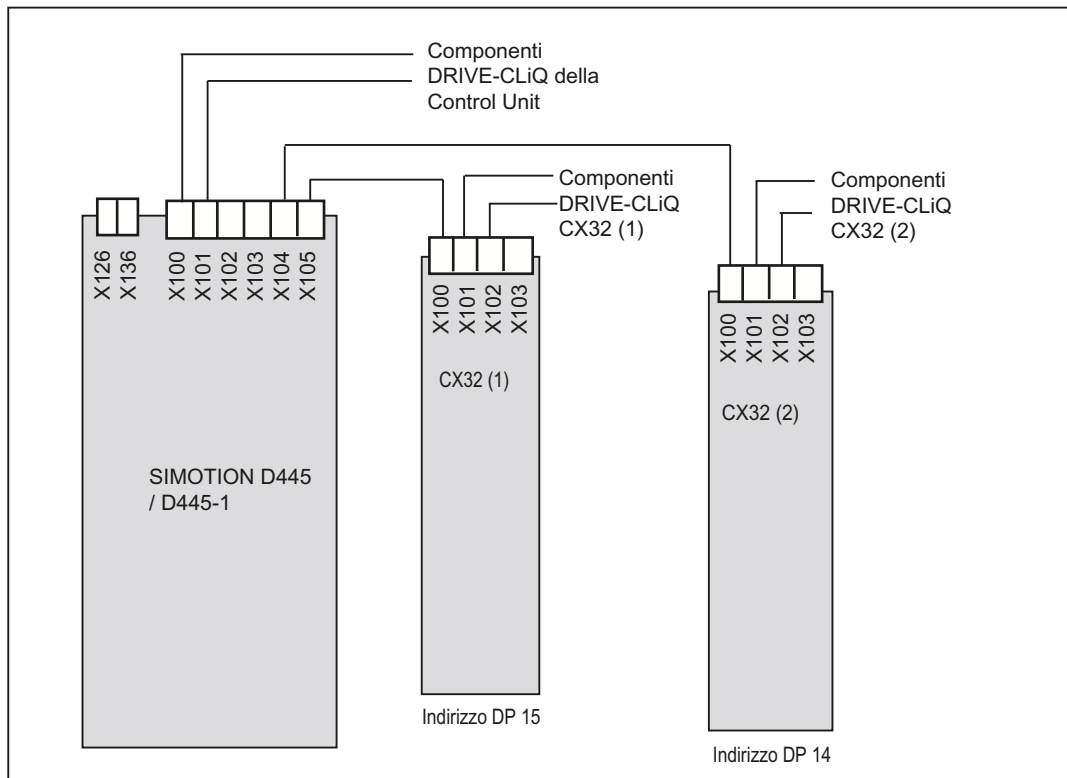 Componenti
DRIVE-CLiQ della
Control Unit
Componenti
DRIVE-CLiQ
CX32 (1)
Componenti
DRIVE-CLiQ
CX32 (2)
X126
X136
X100
X101
X102
X103
X104
X105
X100
X101
X102
X103
X100
X101
X102
X103
CX32 (1)
CX32 (2)
SIMOTION D445
/ D445-1
Indirizzo DP 15
Indirizzo DP 14